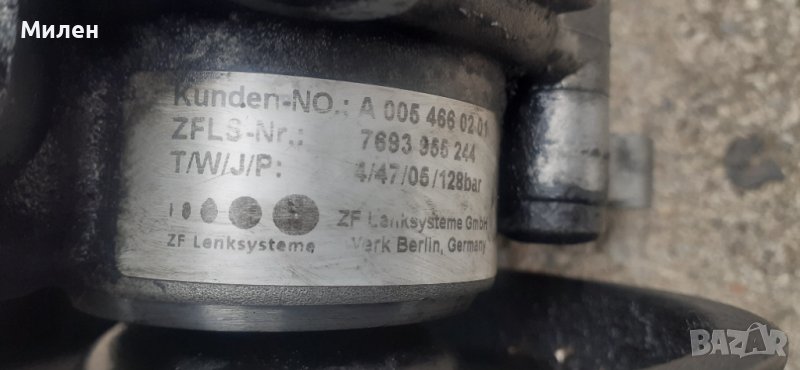 Милен
Kunden-NO.: A 005 466 02 01
ZFLS-Nr.: 7693 955 244
T/W/J/P: 4/47/05/128bar
ZF Lenksysteme GmbH
ZF Lenksysteme Werk Berlin, Germany
BAZAR